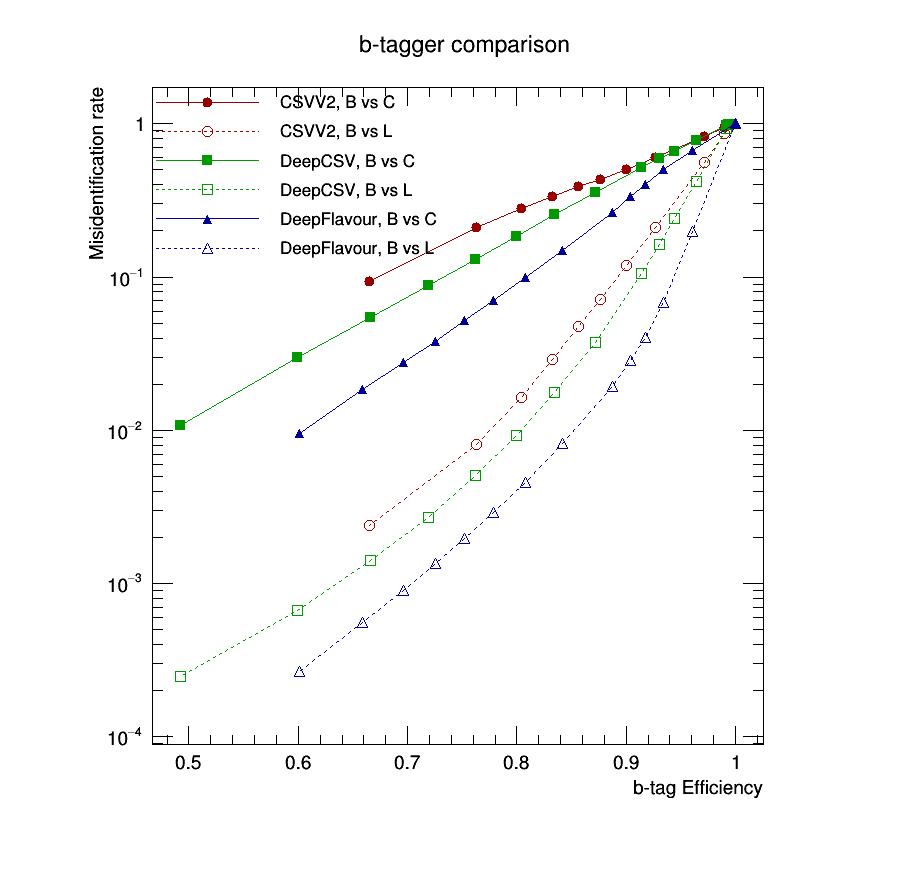 b-tagger comparison
Misidentification rate
CSVV2, B vs C
CSVV2, B vs L
DeepCSV, B vs C
DeepCSV, B vs L
DeepFlavour, B vs C
DeepFlavour, B vs L
1
10⁻¹
10⁻²
10⁻³
10⁻⁴
0.5 0.6 0.7 0.8 0.9 1
b-tag Efficiency